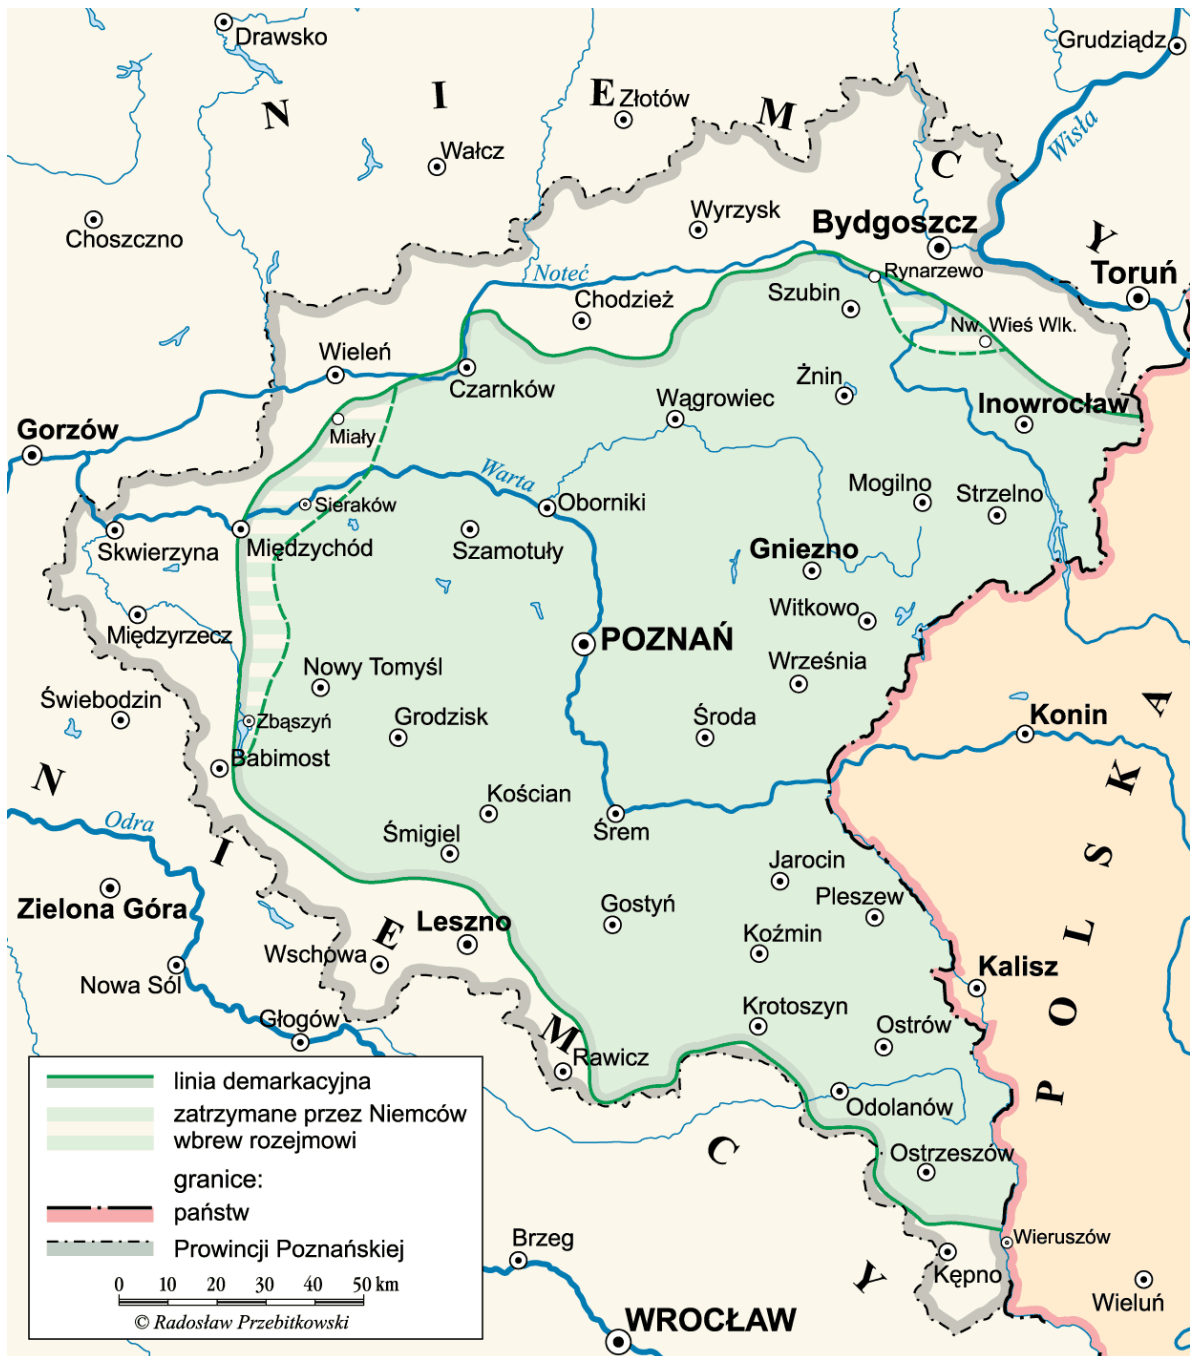 Drawsko
Grudziądz
N I E M C Y
Złotów
Wisła
Wałcz
Choszczno
Wyrzysk
Bydgoszcz
Toruń
Noteć
Rynarzewo
Chodzież
Szubin
Nw. Wieś Wlk.
Wieleń
Czarnków
Żnin
Wągrowiec
Inowrocław
Gorzów
Miały
Warta
Sieraków
Oborniki
Mogilno
Strzelno
Skwierzyna
Międzychód
Szamotuły
Gniezno
Witkowo
Międzyrzecz
POZNAŃ
Nowy Tomyśl
Września
Świebodzin
Zbąszyń
Grodzisk
Środa
Konin
Babimost
N I E M C Y
P O L S K A
Odra
Kościan
Śrem
Śmigiel
Jarocin
Zielona Góra
Pleszew
Gostyń
Leszno
Koźmin
Wschowa
Kalisz
Nowa Sól
Głogów
Krotoszyn
Ostrów
Rawicz
Odolanów
Ostrzeszów
Wieruszów
Brzeg
Kępno
Wieluń
WROCŁAW
linia demarkacyjna
zatrzymane przez Niemców
wbrew rozejmowi
granice:
państw
Prowincji Poznańskiej
0 10 20 30 40 50 km
© Radosław Przebitkowski